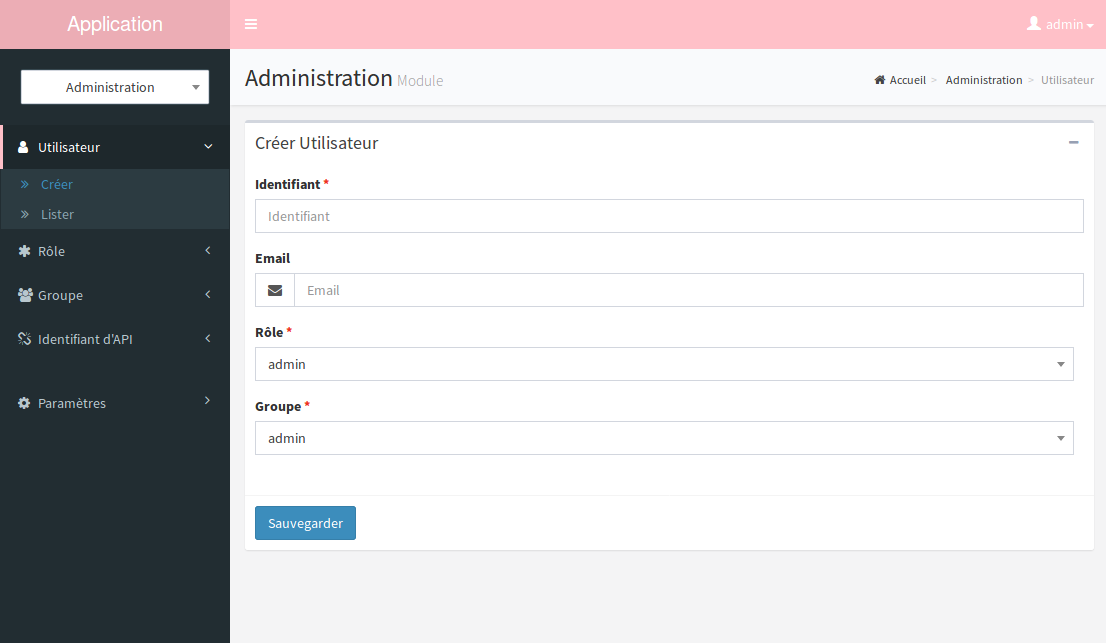 Application
admin
Administration
Administration Module
Accueil > Administration > Utilisateur
Utilisateur
Créer
Lister
Rôle
Groupe
Identifiant d'API
Paramètres
Créer Utilisateur
Identifiant *
Identifiant
Email
Email
Rôle *
admin
Groupe *
admin
Sauvegarder